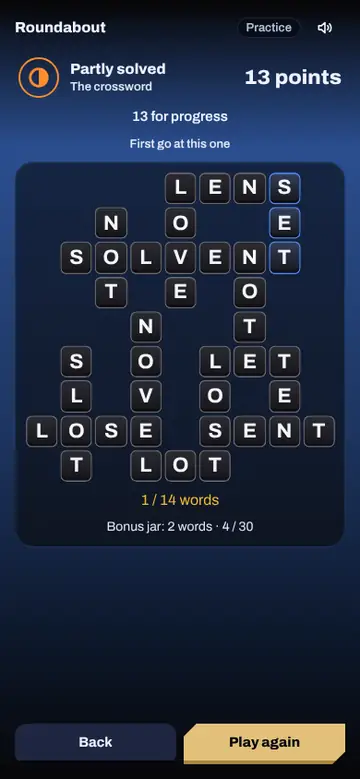 Roundabout
Practice
Partly solved
The crossword
13 points
13 for progress
First go at this one
L E N S
N O E
S O L V E N T
T E O
N T
S O L E T
L V O E
L O S E S E N T
T L O T
1 / 14 words
Bonus jar: 2 words · 4 / 30
Back
Play again